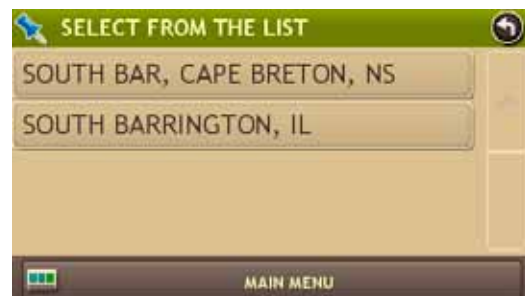 SELECT FROM THE LIST
SOUTH BAR, CAPE BRETON, NS
SOUTH BARRINGTON, IL
MAIN MENU